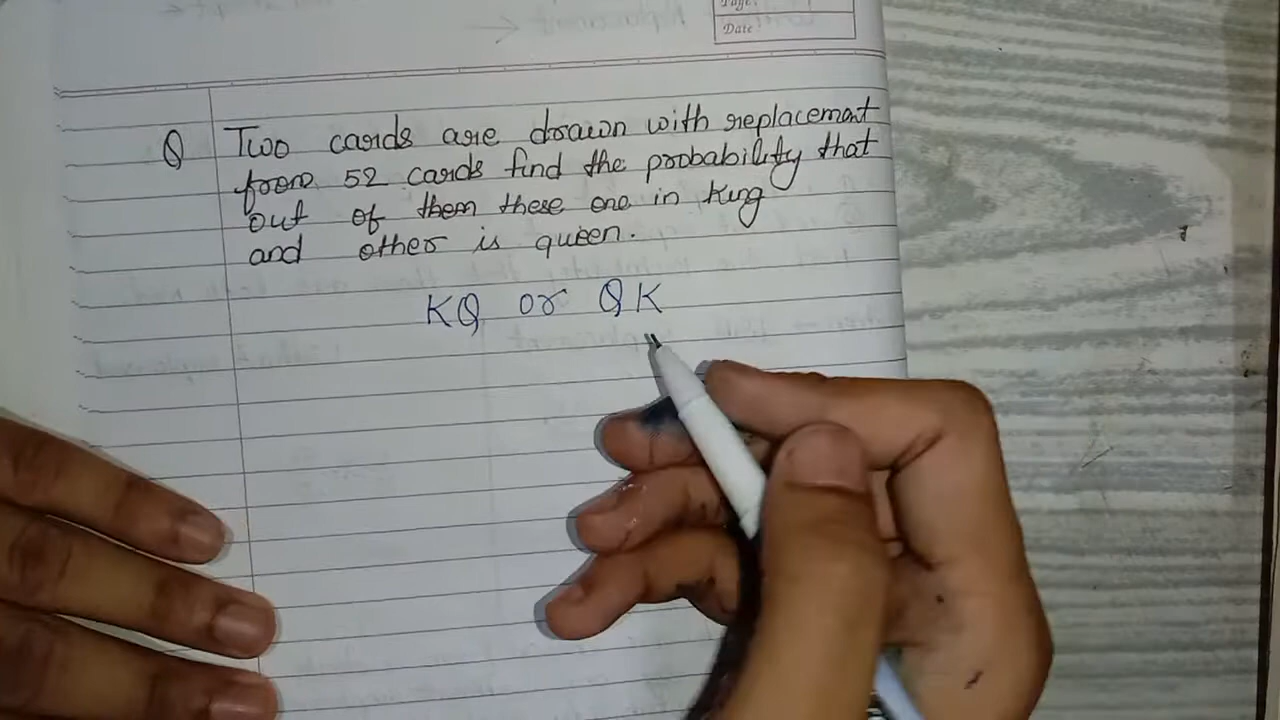 Page:
Date
Q Two cards are drawn with replacement
from 52 cards find the probability that
out of them these one in King
and other is queen.
KQ or QK